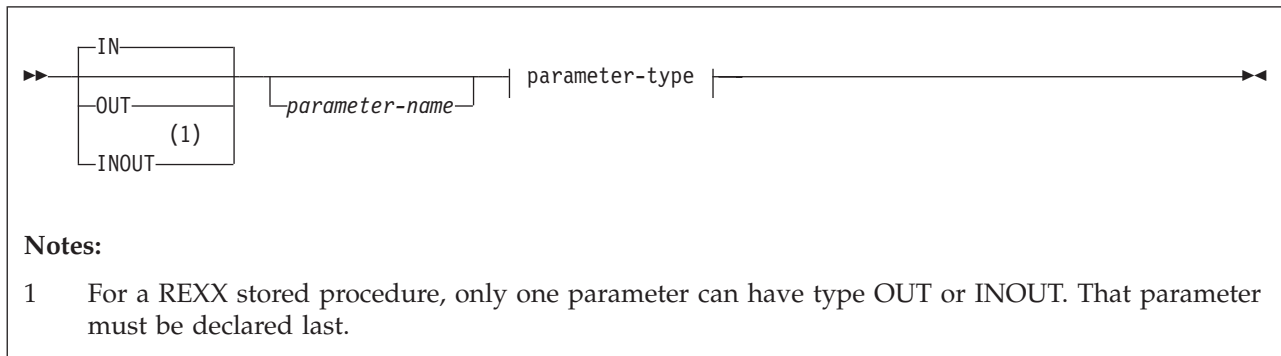 IN
OUT
(1)
INOUT
parameter-name
parameter-type
Notes:
1 For a REXX stored procedure, only one parameter can have type OUT or INOUT. That parameter
must be declared last.